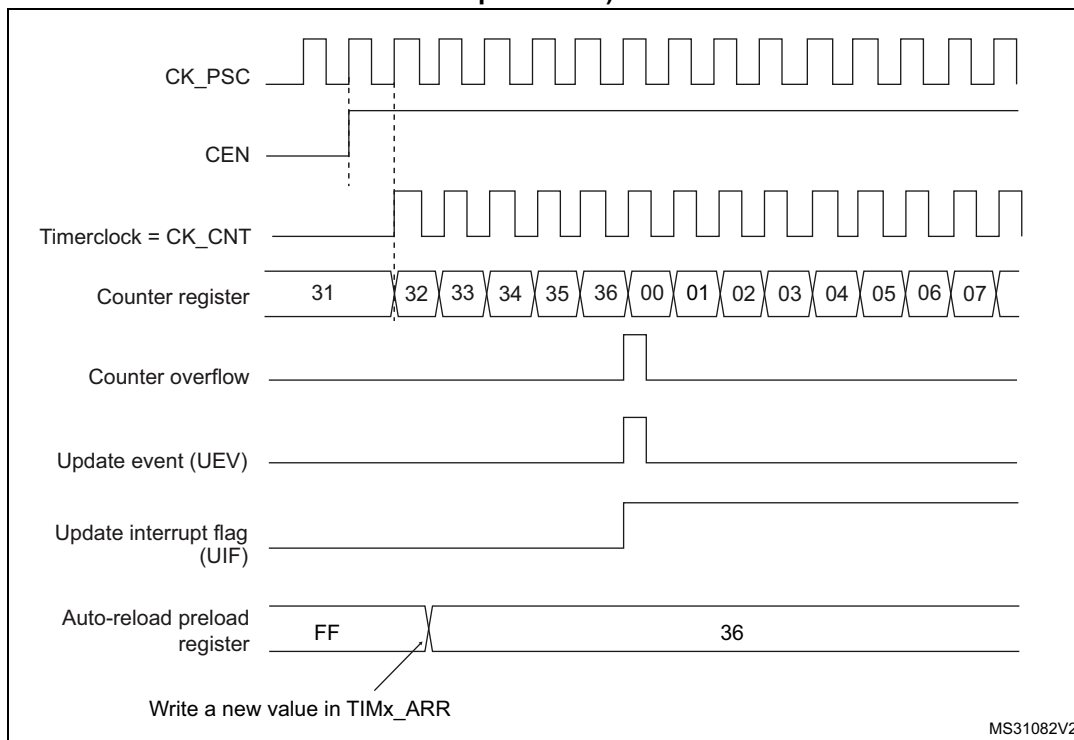 CK_PSC
CEN
Timerclock = CK_CNT
Counter register 31 32 33 34 35 36 00 01 02 03 04 05 06 07
Counter overflow
Update event (UEV)
Update interrupt flag
(UIF)
Auto-reload preload
register FF 36
Write a new value in TIMx_ARR
MS31082V2